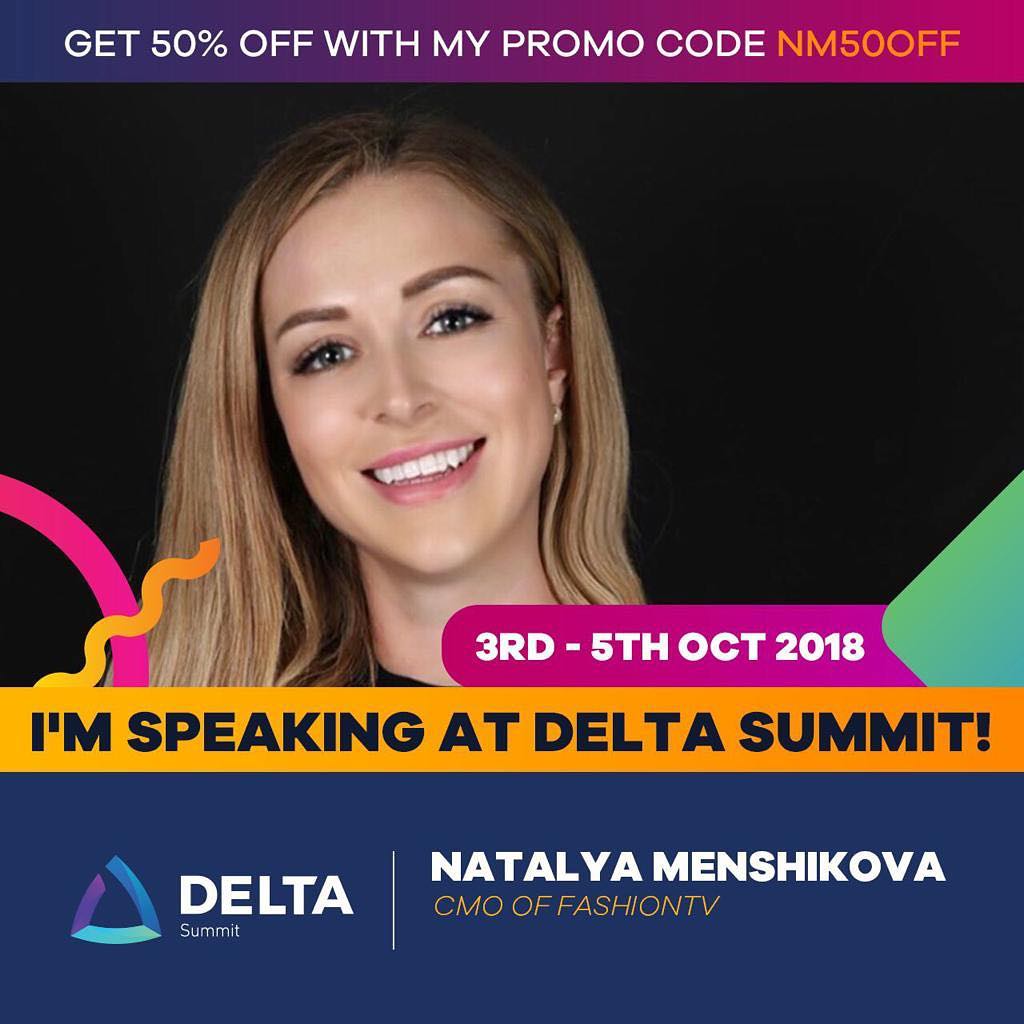 GET 50% OFF WITH MY PROMO CODE NM50OFF
3RD - 5TH OCT 2018
I'M SPEAKING AT DELTA SUMMIT!
DELTA
Summit
NATALYA MENSHIKOVA
CMO OF FASHIONTV